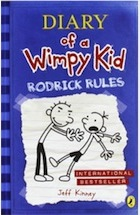 DIARY
of a
Wimpy Kid
RODRICK RULES
INTERNATIONAL
BESTSELLER
Jeff Kinney